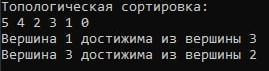 Топологическая сортировка:
5 4 2 3 1 0
Вершина 1 достижима из вершины 3
Вершина 3 достижима из вершины 2